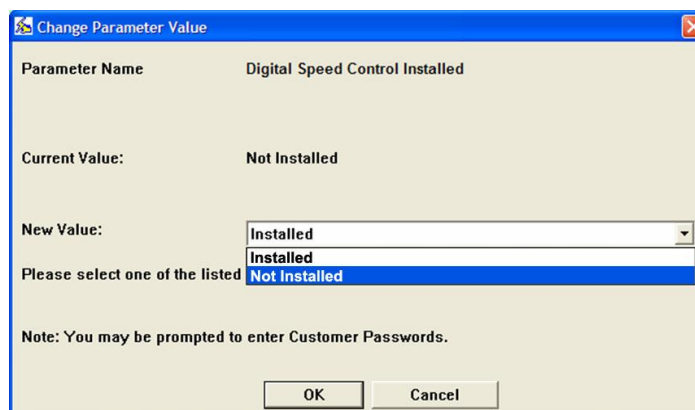 Change Parameter Value
Parameter Name Digital Speed Control Installed
Current Value: Not Installed
New Value: Installed
Installed
Please select one of the listed Not Installed
Note: You may be prompted to enter Customer Passwords.
OK Cancel